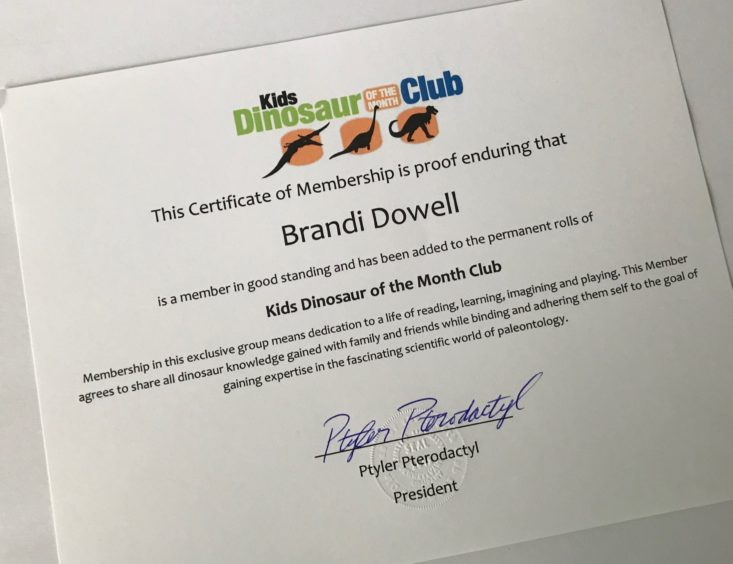 Kids
Dinosaur OF THE MONTH Club
This Certificate of Membership is proof enduring that
Brandi Dowell
is a member in good standing and has been added to the permanent rolls of
Kids Dinosaur of the Month Club
Membership in this exclusive group means dedication to a life of reading, learning, imagining and playing. This Member
agrees to share all dinosaur knowledge gained with family and friends while binding and adhering them self to the goal of
gaining expertise in the fascinating scientific world of paleontology.
Ptyler Pterodactyl
Ptyler Pterodactyl
President
SEAL